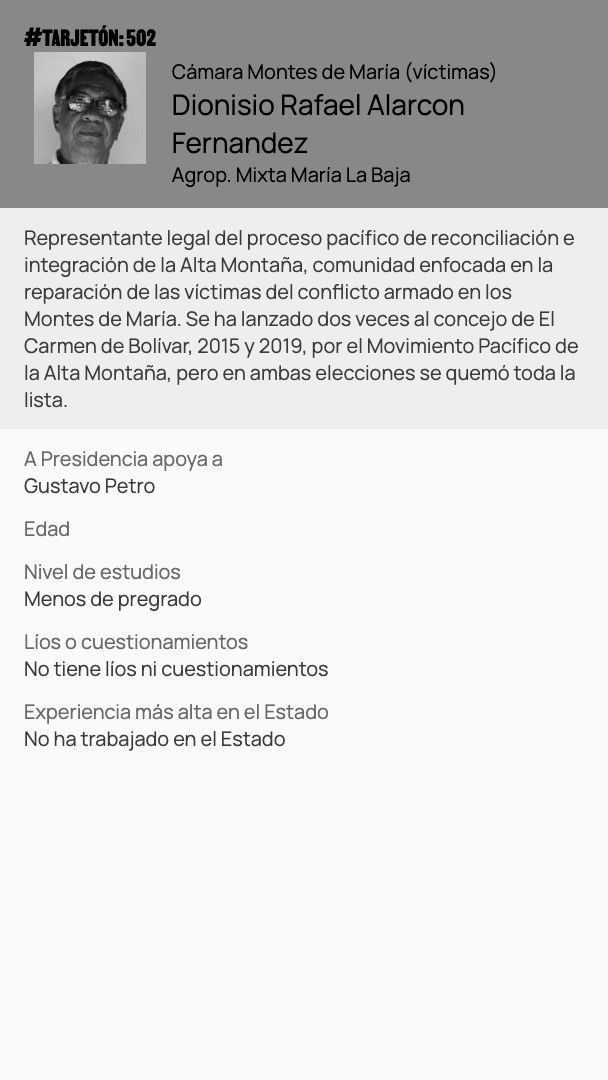 #TARJETÓN: 502
Cámara Montes de María (víctimas)
Dionisio Rafael Alarcon
Fernandez
Agrop. Mixta María La Baja
Representante legal del proceso pacífico de reconciliación e
integración de la Alta Montaña, comunidad enfocada en la
reparación de las víctimas del conflicto armado en los
Montes de María. Se ha lanzado dos veces al concejo de El
Carmen de Bolívar, 2015 y 2019, por el Movimiento Pacífico de
la Alta Montaña, pero en ambas elecciones se quemó toda la
lista.
A Presidencia apoya a
Gustavo Petro
Edad
Nivel de estudios
Menos de pregrado
Líos o cuestionamientos
No tiene líos ni cuestionamientos
Experiencia más alta en el Estado
No ha trabajado en el Estado